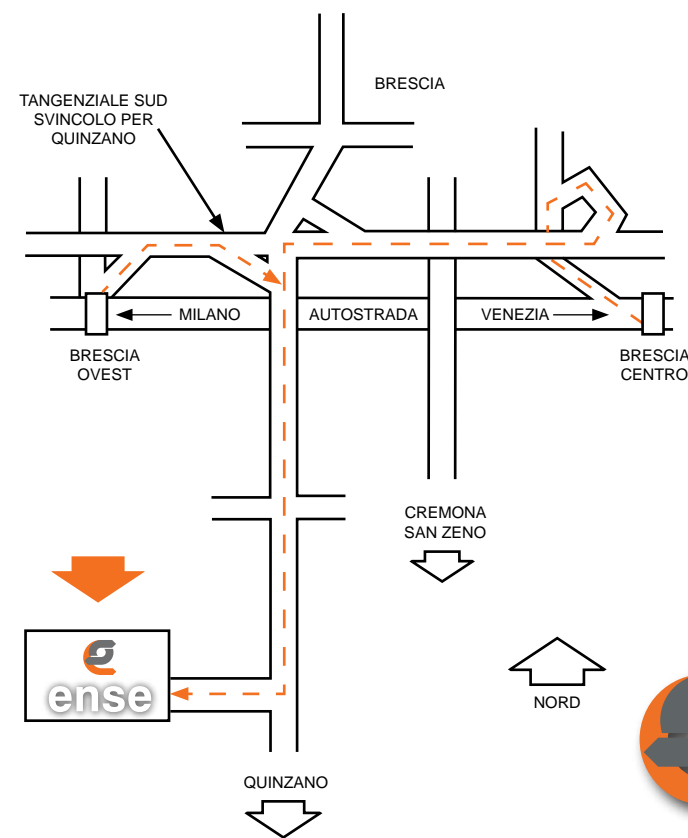 BRESCIA
TANGENZIALE SUD
SVINCOLO PER
QUINZANO
MILANO
AUTOSTRADA
VENEZIA
BRESCIA
OVEST
BRESCIA
CENTRO
CREMONA
SAN ZENO
ense
NORD
QUINZANO